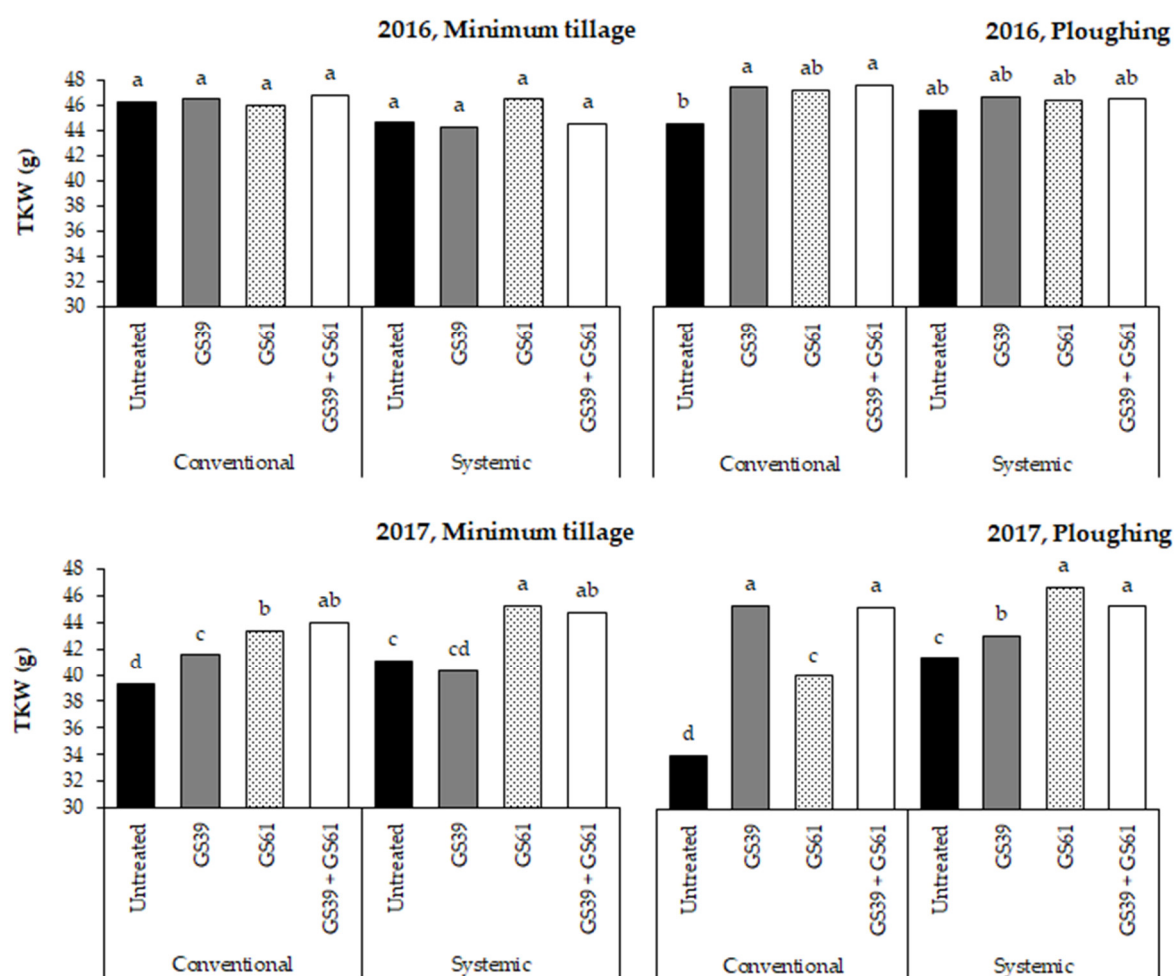 2016, Minimum tillage 2016, Ploughing
TKW (g)
48
46
44
42
40
38
36
34
32
30
a a a a a a a a
b a ab a ab ab ab ab
Untreated GS39 GS61 GS39 + GS61 Untreated GS39 GS61 GS39 + GS61
Untreated GS39 GS61 GS39 + GS61 Untreated GS39 GS61 GS39 + GS61
Conventional Systemic Conventional Systemic
2017, Minimum tillage 2017, Ploughing
TKW (g)
48
46
44
42
40
38
36
34
32
30
d c b ab c cd a ab
d a c a c b a a
Untreated GS39 GS61 GS39 + GS61 Untreated GS39 GS61 GS39 + GS61
Untreated GS39 GS61 GS39 + GS61 Untreated GS39 GS61 GS39 + GS61
Conventional Systemic Conventional Systemic